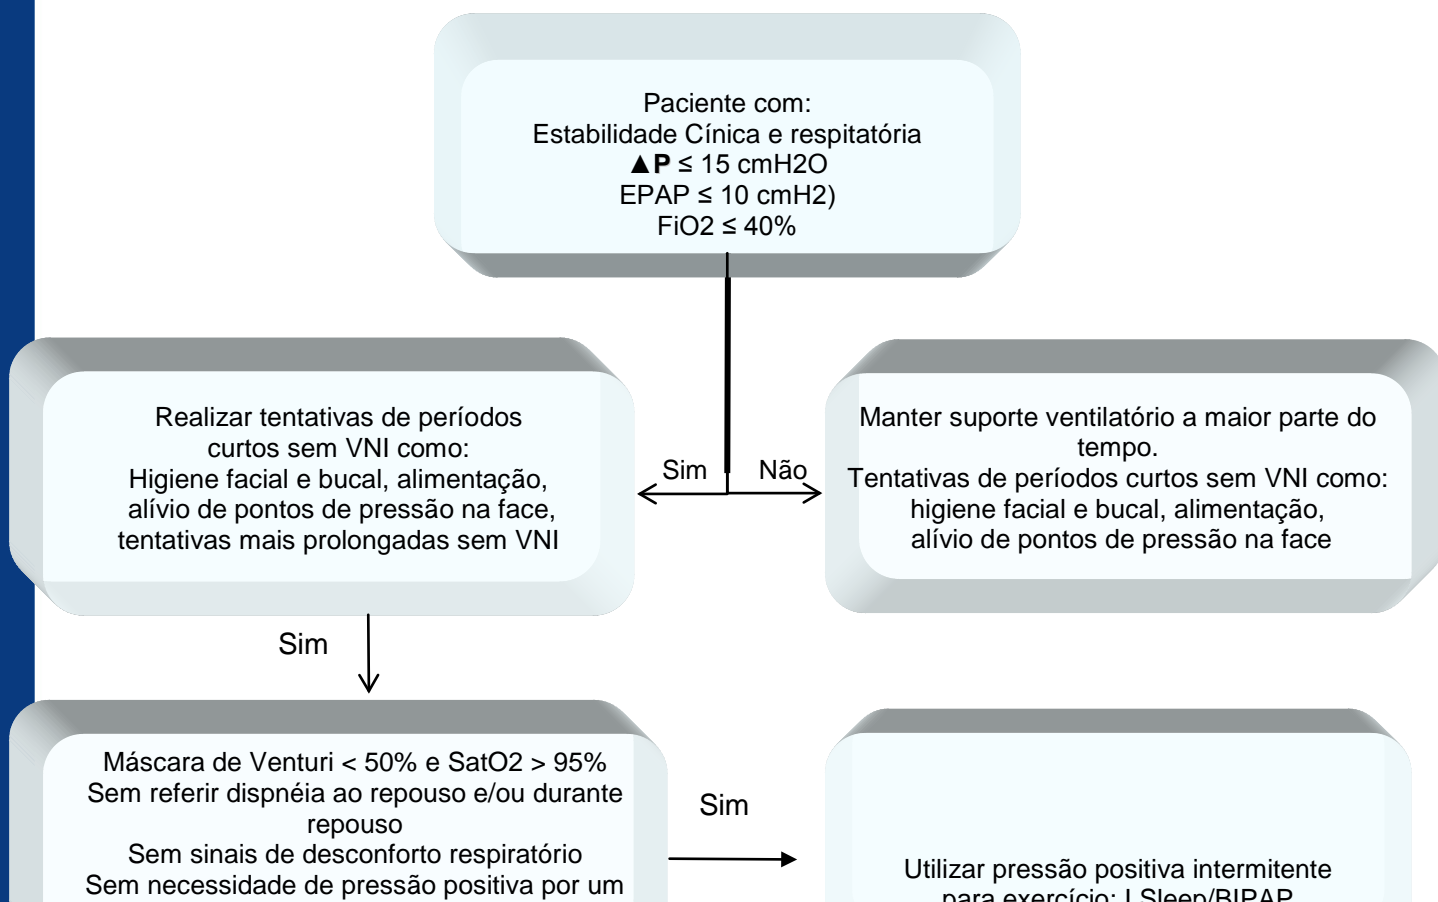 Paciente com:
Estabilidade Cínica e respitatória
▲P ≤ 15 cmH2O
EPAP ≤ 10 cmH2)
FiO2 ≤ 40%
Realizar tentativas de períodos
curtos sem VNI como:
Higiene facial e bucal, alimentação,
alívio de pontos de pressão na face,
tentativas mais prolongadas sem VNI
Sim
Não
Manter suporte ventilatório a maior parte do
tempo.
Tentativas de períodos curtos sem VNI como:
higiene facial e bucal, alimentação,
alívio de pontos de pressão na face
Sim
Máscara de Venturi < 50% e SatO2 > 95%
Sem referir dispnéia ao repouso e/ou durante
repouso
Sem sinais de desconforto respiratório
Sem necessidade de pressão positiva por um
Sim
Utilizar pressão positiva intermitente
para exercício: I Sleep/BIPAP